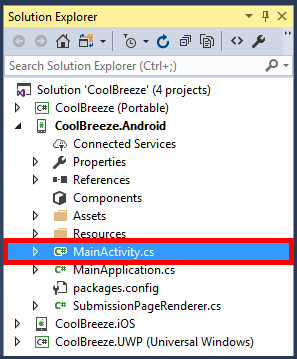 Solution Explorer
Search Solution Explorer (Ctrl+;)
Solution 'CoolBreeze' (4 projects)
C# CoolBreeze (Portable)
CoolBreeze.Android
Connected Services
Properties
References
Components
Assets
Resources
C# MainActivity.cs
C# MainApplication.cs
packages.config
C# SubmissionPageRenderer.cs
CoolBreeze.iOS
C# CoolBreeze.UWP (Universal Windows)